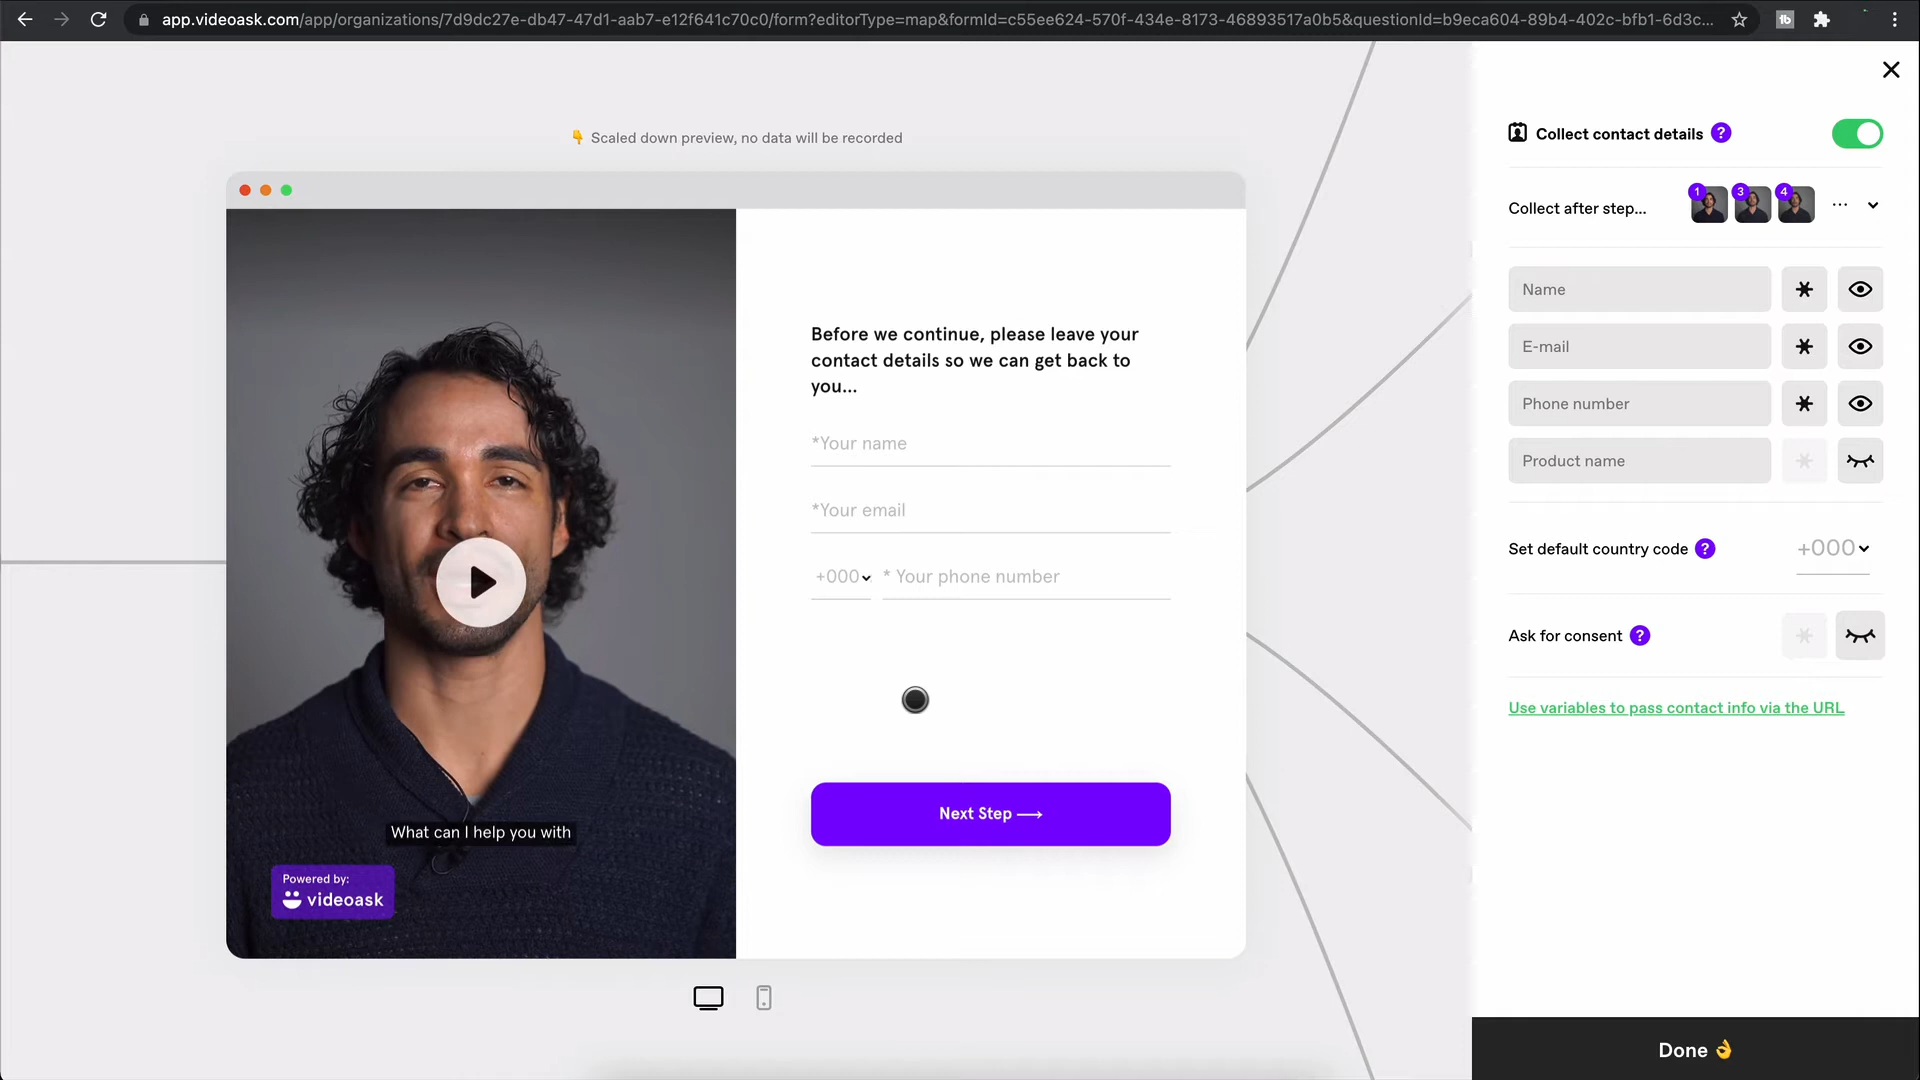 app.videoask.com/app/organizations/7d9dc27e-db47-47d1-aab7-e12f641c70c0/form?editorType=map&formId=c55ee624-570f-434e-8173-46893517a0b5&questionId=b9eca604-89b4-402c-bfb1-6d3c...
Scaled down preview, no data will be recorded
Before we continue, please leave your
contact details so we can get back to
you...
*Your name
*Your email
+000 * Your phone number
Next Step
What can I help you with
Powered by:
videoask
Collect contact details ?
Collect after step... 1 3 4 ...
Name
E-mail
Phone number
Product name
Set default country code ? +000
Ask for consent ?
Use variables to pass contact info via the URL
Done